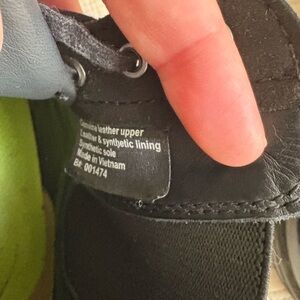 Genuine leather upper
Leather & synthetic lining
Synthetic sole
Made in Vietnam
B#: 001474